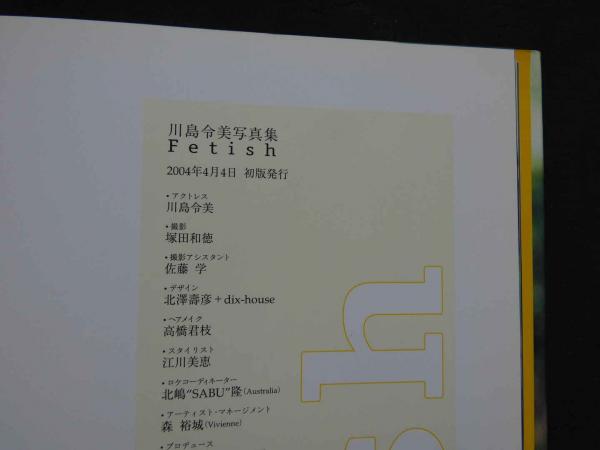 川島令美写真集
Fetish
2004年4月4日 初版発行
・アクトレス
川島令美
・撮影
塚田和徳
・撮影アシスタント
佐藤 学
・デザイン
北澤壽彦 + dix-house
・ヘアメイク
高橋君枝
・スタイリスト
江川美恵
・ロケコーディネーター
北嶋“SABU”隆(Australia)
・アーティスト・マネージメント
森 裕城(Vivienne)
・プロデュース
sh